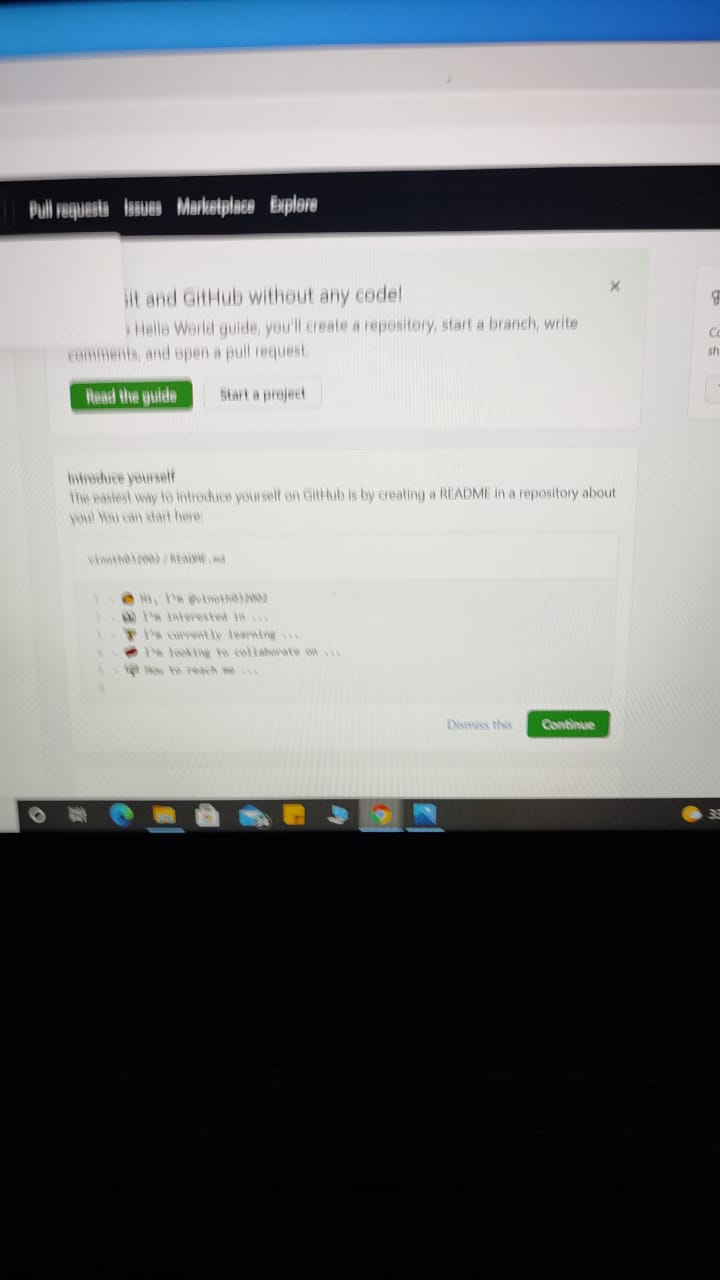 Pull requests Issues Marketplace Explore
it and GitHub without any code!
Hello World guide, you'll create a repository, start a branch, write
comments, and open a pull request.
Read the guide Start a project
Introduce yourself
The easiest way to introduce yourself on GitHub is by creating a README in a repository about
you! You can start here:
vinoth032002 / README.md
1 - Hi, I'm @vinoth032002
2 - I'm interested in ...
3 - I'm currently learning ...
4 - I'm looking to collaborate on ...
5 - How to reach me ...
6
Dismiss this Continue
33